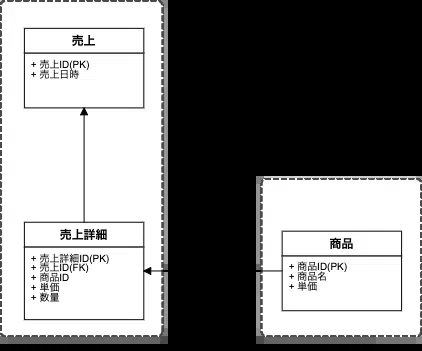 売上
+ 売上ID(PK)
+ 売上日時
売上詳細
+ 売上詳細ID(PK)
+ 売上ID(FK)
+ 商品ID
+ 単価
+ 数量
商品
+ 商品ID(PK)
+ 商品名
+ 単価